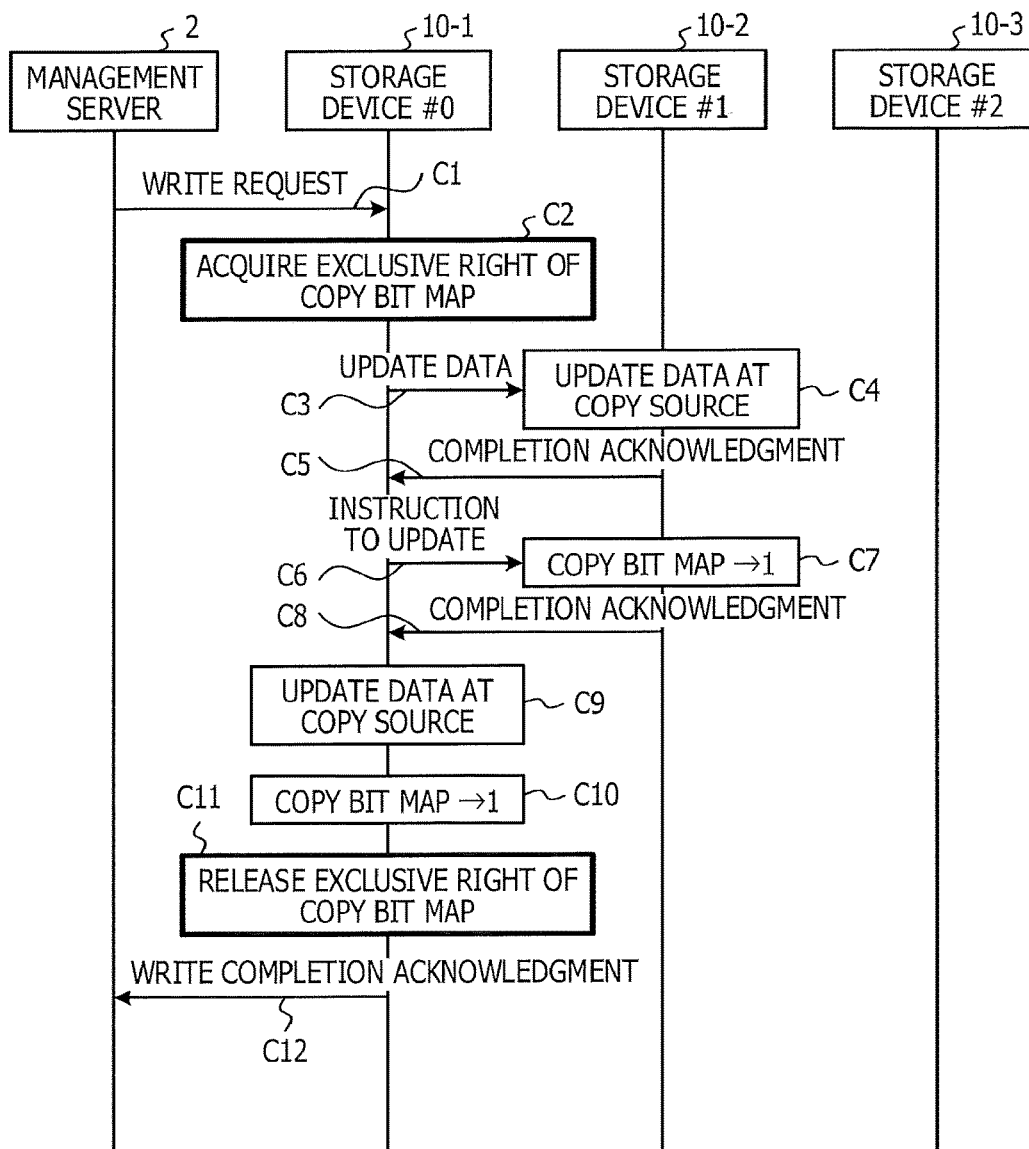 2
10-1
10-2
10-3
MANAGEMENT
SERVER
STORAGE
DEVICE #0
STORAGE
DEVICE #1
STORAGE
DEVICE #2
WRITE REQUEST
C1
C2
ACQUIRE EXCLUSIVE RIGHT OF
COPY BIT MAP
UPDATE DATA
C3
UPDATE DATA AT
COPY SOURCE
C4
COMPLETION ACKNOWLEDGMENT
C5
INSTRUCTION
TO UPDATE
C6
COPY BIT MAP →1
C7
COMPLETION ACKNOWLEDGMENT
C8
UPDATE DATA AT
COPY SOURCE
C9
COPY BIT MAP →1
C10
C11
RELEASE EXCLUSIVE RIGHT OF
COPY BIT MAP
WRITE COMPLETION ACKNOWLEDGMENT
C12